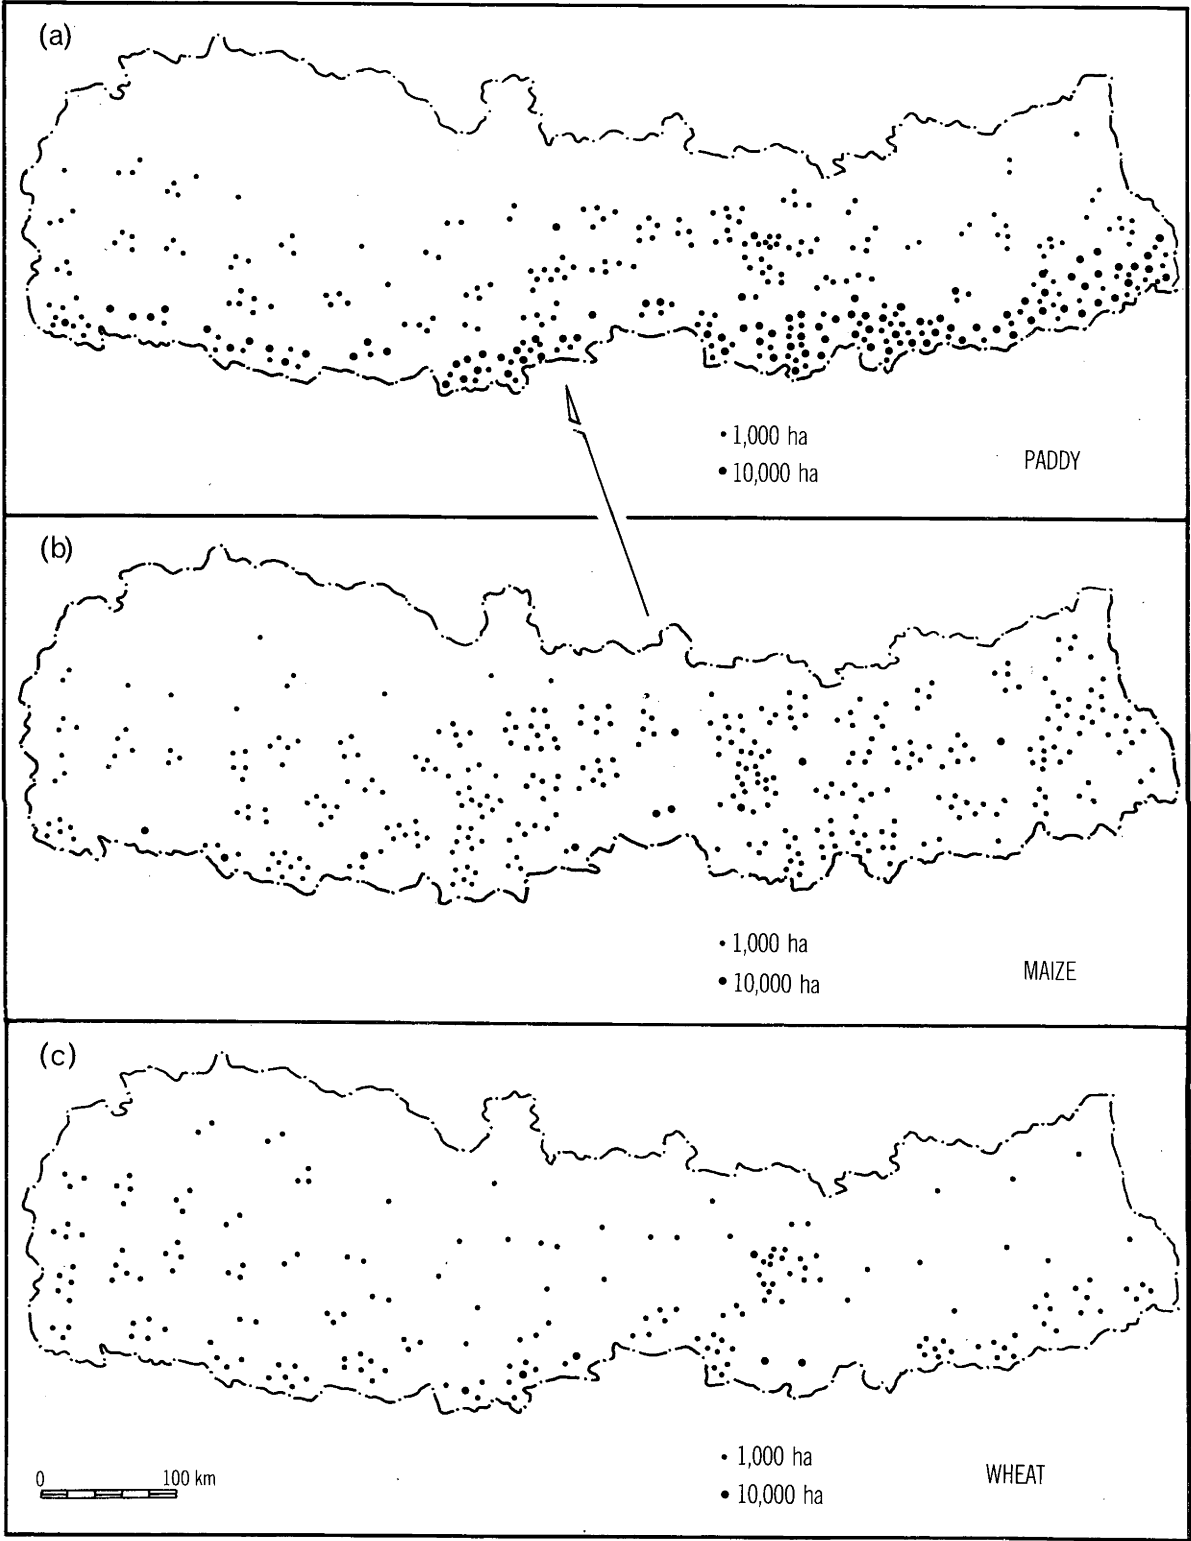 (a)
• 1,000 ha
• 10,000 ha
PADDY
(b)
• 1,000 ha
• 10,000 ha
MAIZE
(c)
• 1,000 ha
• 10,000 ha
WHEAT
0 100 km